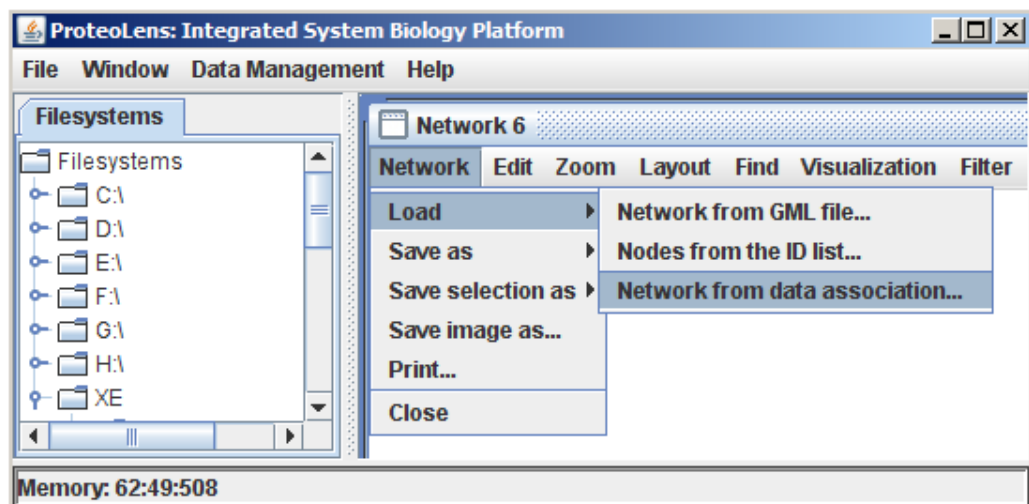 ProteoLens: Integrated System Biology Platform
File Window Data Management Help
Filesystems
Filesystems
C:\
D:\
E:\
F:\
G:\
H:\
XE
Network 6
Network Edit Zoom Layout Find Visualization Filter
Load
Save as
Save selection as
Save image as...
Print...
Close
Network from GML file...
Nodes from the ID list...
Network from data association...
Memory: 62:49:508